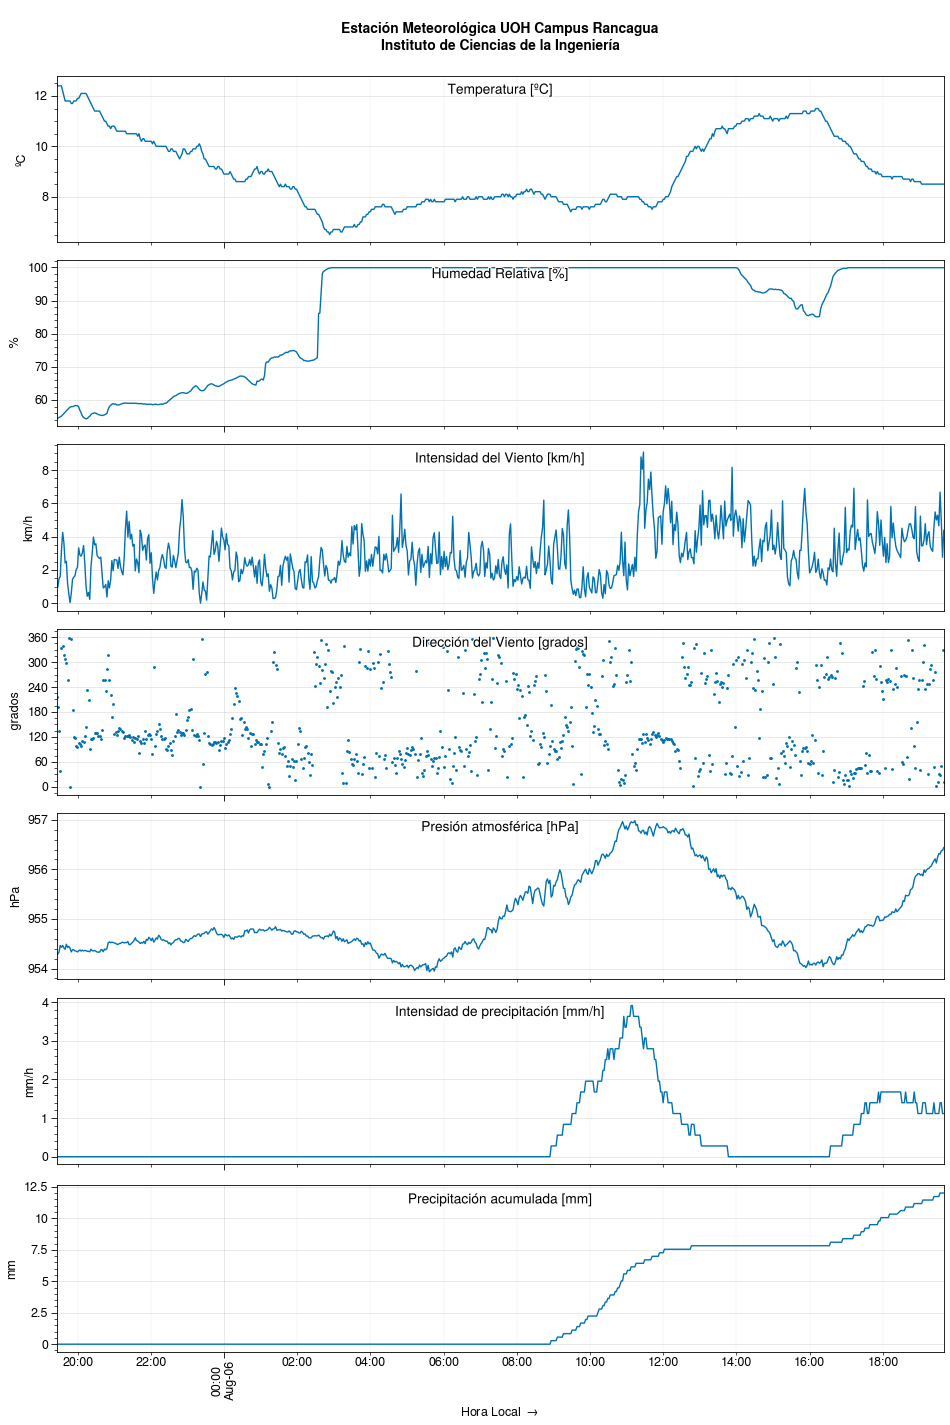 Estación Meteorológica UOH Campus Rancagua
Instituto de Ciencias de la Ingeniería
Temperatura [ºC]
ºC
12
10
8
Humedad Relativa [%]
%
100
90
80
70
60
Intensidad del Viento [km/h]
km/h
8
6
4
2
0
Dirección del Viento [grados]
grados
360
300
240
180
120
60
0
Presión atmosférica [hPa]
hPa
957
956
955
954
Intensidad de precipitación [mm/h]
mm/h
4
3
2
1
0
Precipitación acumulada [mm]
mm
12.5
10
7.5
5
2.5
0
20:00 22:00 00:00 02:00 04:00 06:00 08:00 10:00 12:00 14:00 16:00 18:00
Aug-06
Hora Local →